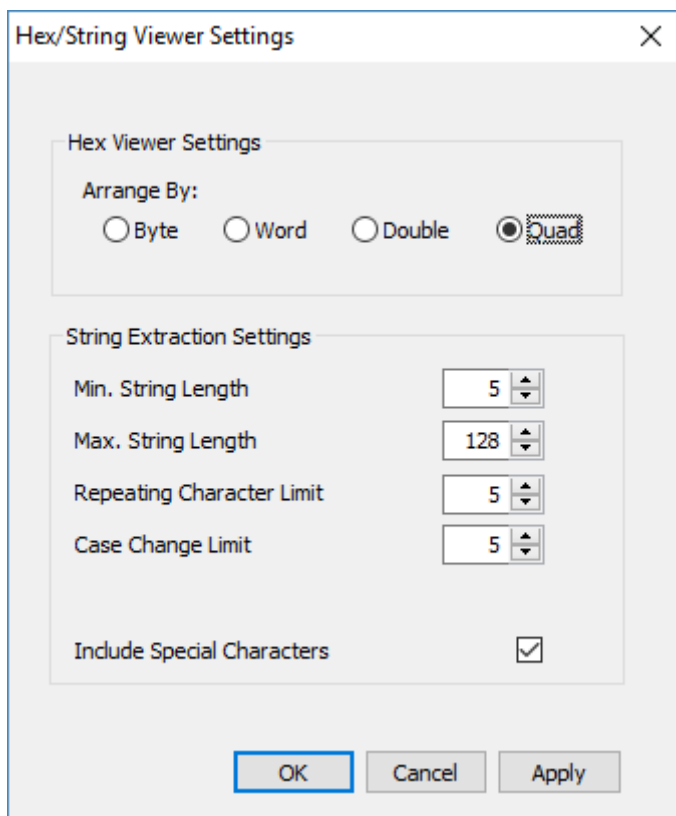 Hex/String Viewer Settings
Hex Viewer Settings
Arrange By:
Byte Word Double Quad
String Extraction Settings
Min. String Length 5
Max. String Length 128
Repeating Character Limit 5
Case Change Limit 5
Include Special Characters
OK Cancel Apply